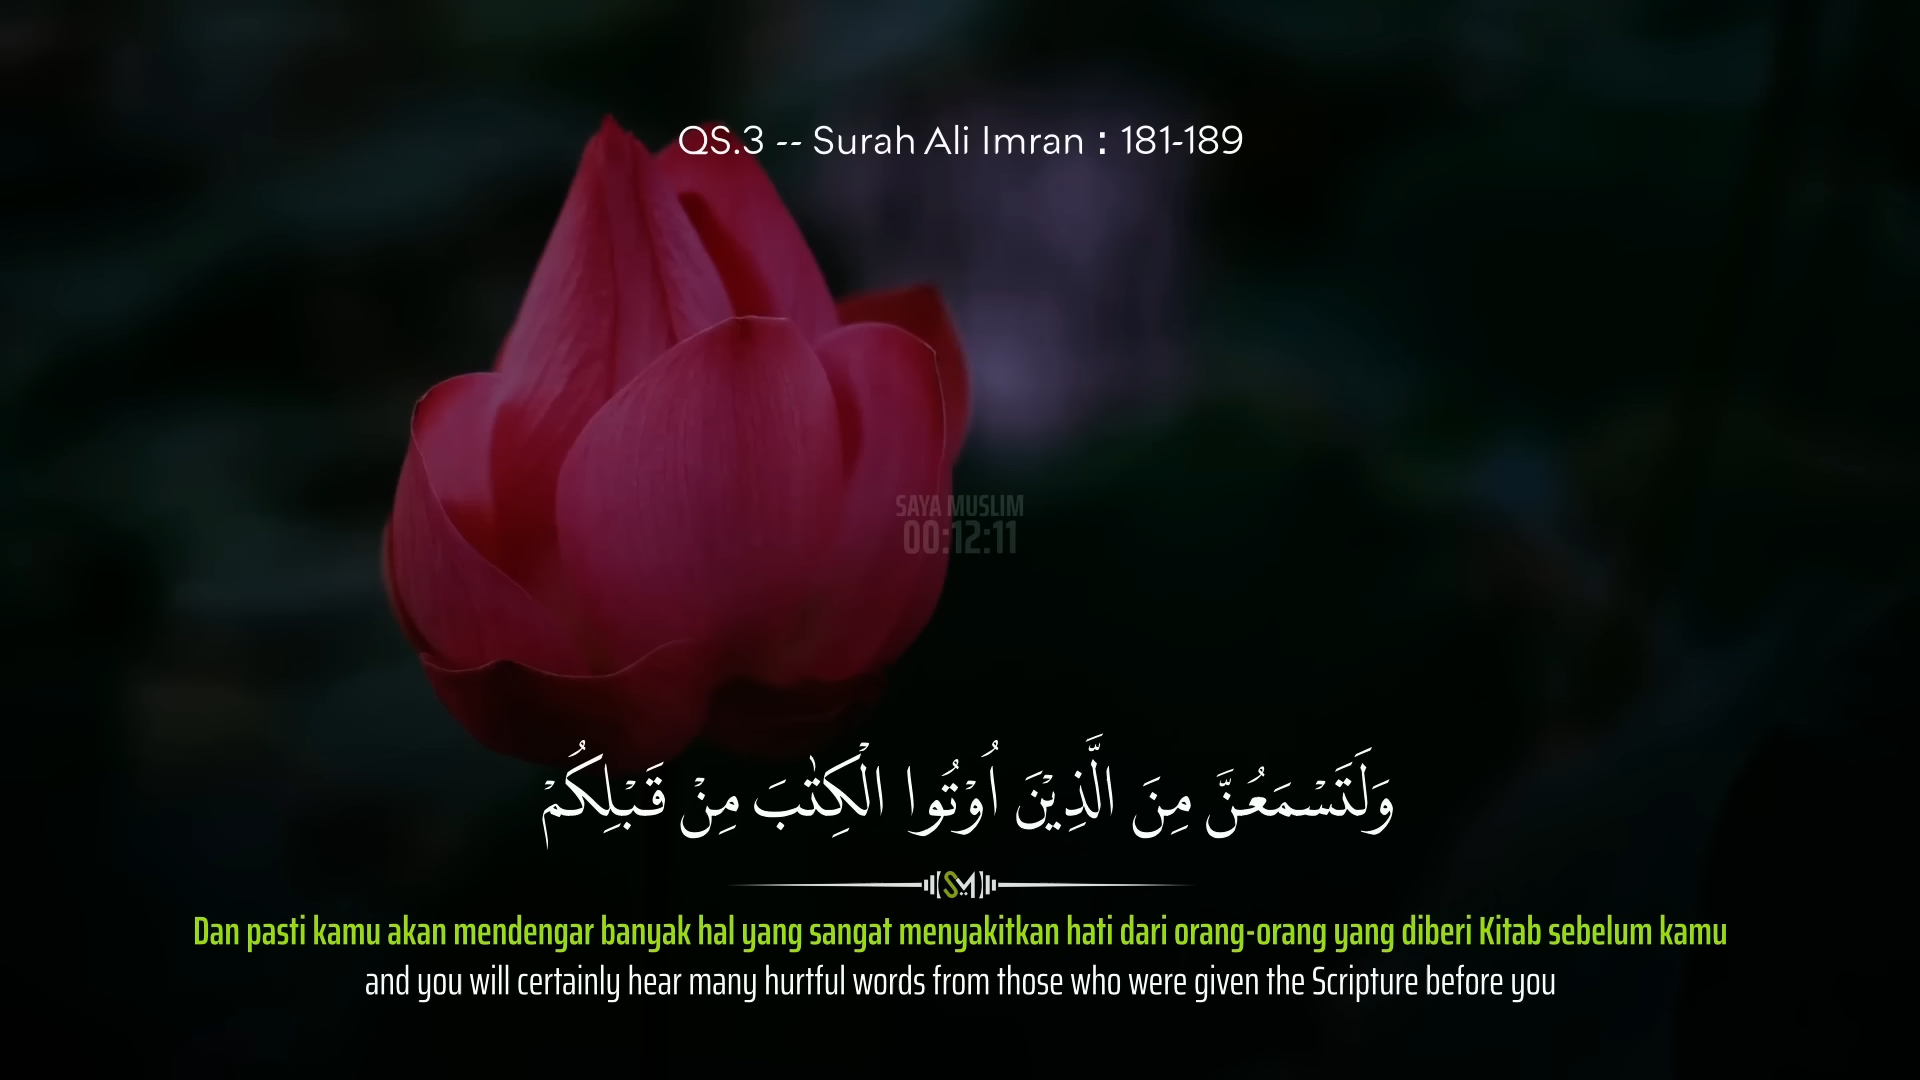 QS.3 -- Surah Ali Imran : 181-189
SAYA MUSLIM
00:12:11
وَلَتَسْمَعُنَّ مِنَ الَّذِيْنَ اُوْتُوا الْكِتٰبَ مِنْ قَبْلِكُمْ
SM
Dan pasti kamu akan mendengar banyak hal yang sangat menyakitkan hati dari orang-orang yang diberi Kitab sebelum kamu
and you will certainly hear many hurtful words from those who were given the Scripture before you